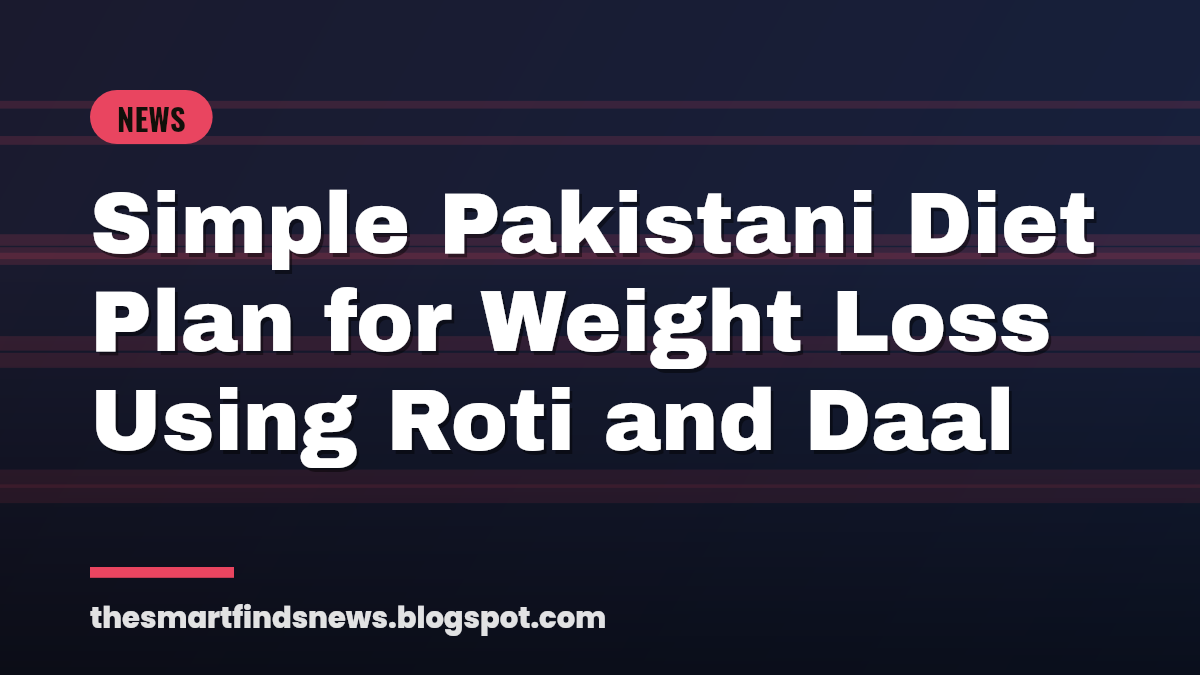 NEWS
Simple Pakistani Diet
Plan for Weight Loss
Using Roti and Daal
thesmartfindsnews.blogspot.com